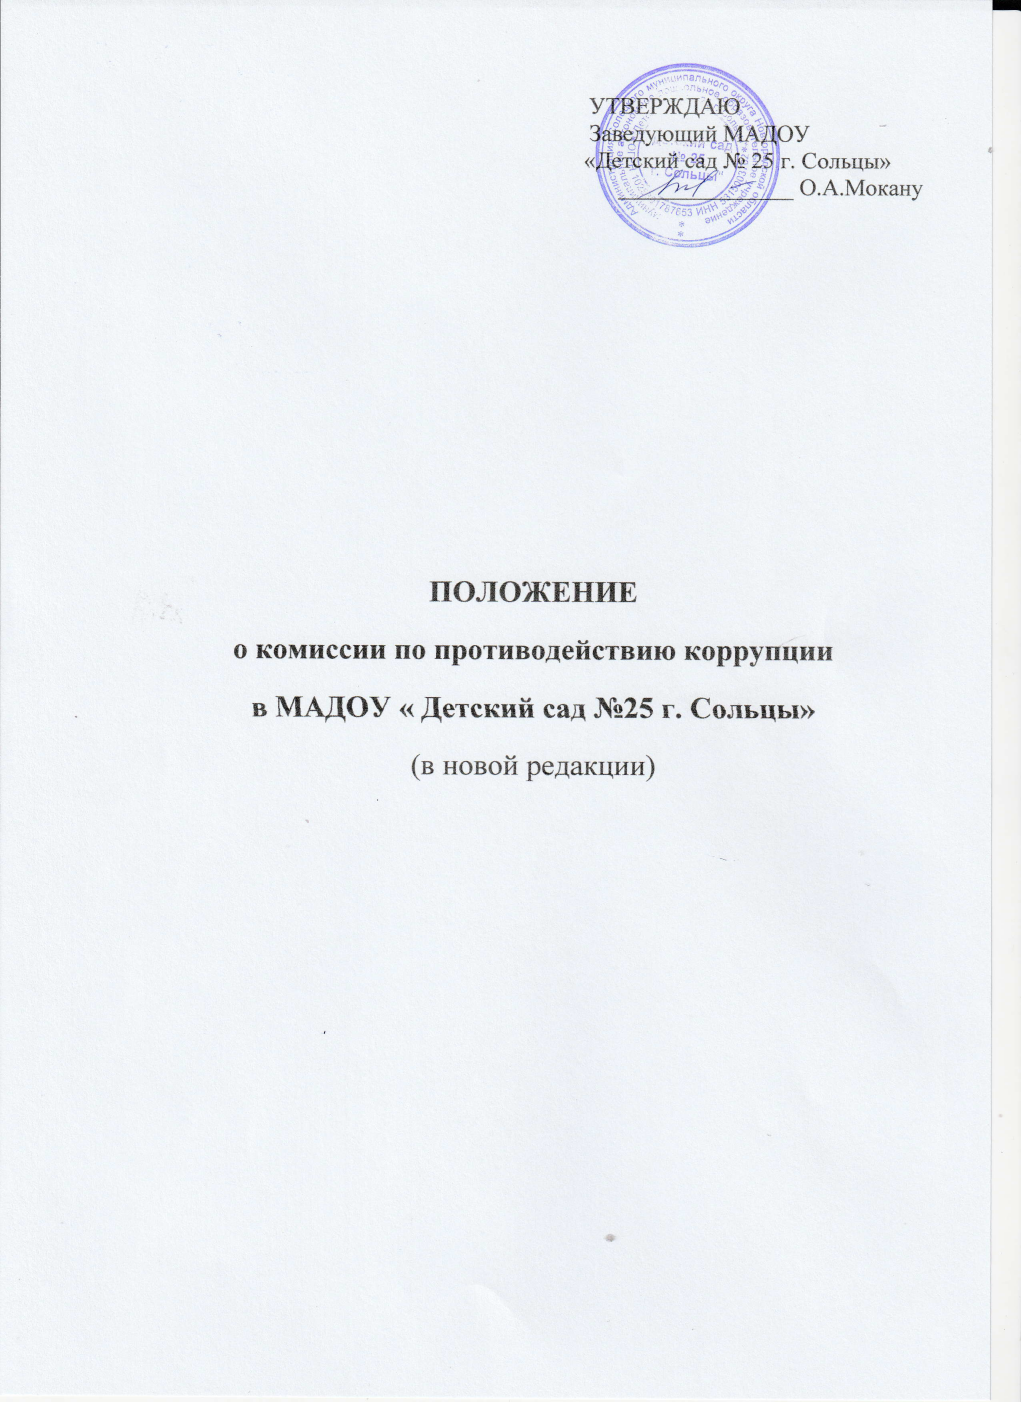 УТВЕРЖДАЮ
Заведующий МАДОУ
«Детский сад № 25 г. Сольцы»
О.А.Мокану
ПОЛОЖЕНИЕ
о комиссии по противодействию коррупции
в МАДОУ « Детский сад №25 г. Сольцы»
(в новой редакции)